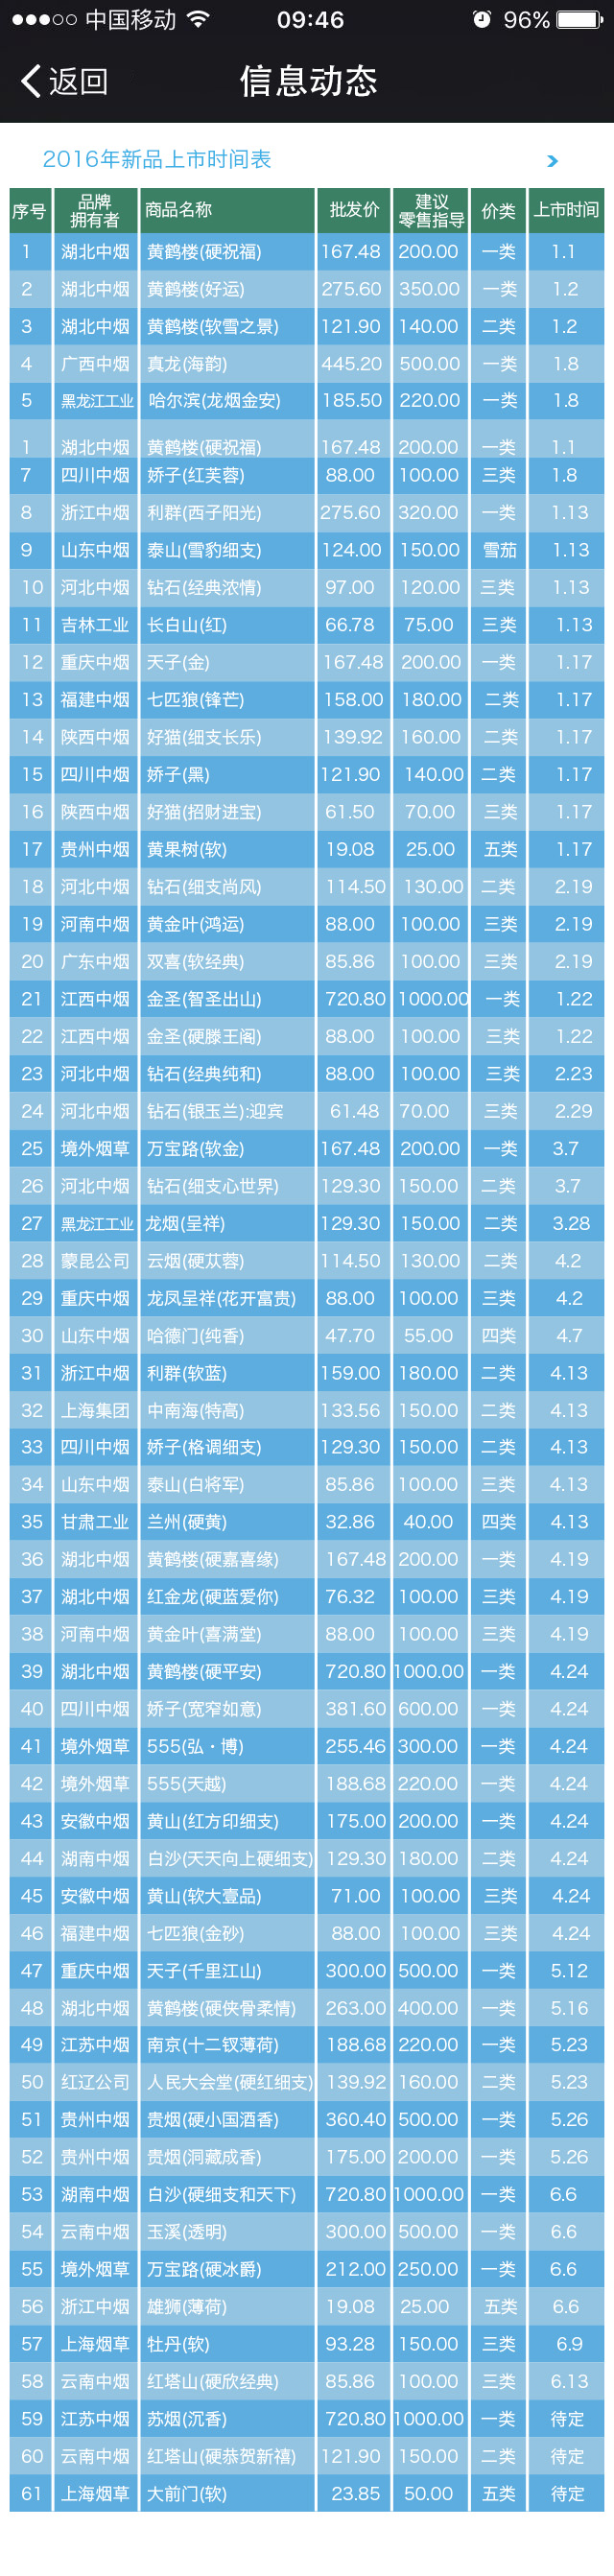 中国移动 09:46 96%
返回 信息动态
2016年新品上市时间表
序号 品牌拥有者 商品名称 批发价 建议零售指导 价类 上市时间
1 湖北中烟 黄鹤楼(硬祝福) 167.48 200.00 一类 1.1
2 湖北中烟 黄鹤楼(好运) 275.60 350.00 一类 1.2
3 湖北中烟 黄鹤楼(软雪之景) 121.90 140.00 二类 1.2
4 广西中烟 真龙(海韵) 445.20 500.00 一类 1.8
5 黑龙江工业 哈尔滨(龙烟金安) 185.50 220.00 一类 1.8
1 湖北中烟 黄鹤楼(硬祝福) 167.48 200.00 一类 1.1
7 四川中烟 娇子(红芙蓉) 88.00 100.00 三类 1.8
8 浙江中烟 利群(西子阳光) 275.60 320.00 一类 1.13
9 山东中烟 泰山(雪豹细支) 124.00 150.00 雪茄 1.13
10 河北中烟 钻石(经典浓情) 97.00 120.00 三类 1.13
11 吉林工业 长白山(红) 66.78 75.00 三类 1.13
12 重庆中烟 天子(金) 167.48 200.00 一类 1.17
13 福建中烟 七匹狼(锋芒) 158.00 180.00 二类 1.17
14 陕西中烟 好猫(细支长乐) 139.92 160.00 二类 1.17
15 四川中烟 娇子(黑) 121.90 140.00 二类 1.17
16 陕西中烟 好猫(招财进宝) 61.50 70.00 三类 1.17
17 贵州中烟 黄果树(软) 19.08 25.00 五类 1.17
18 河北中烟 钻石(细支尚风) 114.50 130.00 二类 2.19
19 河南中烟 黄金叶(鸿运) 88.00 100.00 三类 2.19
20 广东中烟 双喜(软经典) 85.86 100.00 三类 2.19
21 江西中烟 金圣(智圣出山) 720.80 1000.00 一类 1.22
22 江西中烟 金圣(硬滕王阁) 88.00 100.00 三类 1.22
23 河北中烟 钻石(经典纯和) 88.00 100.00 三类 2.23
24 河北中烟 钻石(银玉兰):迎宾 61.48 70.00 三类 2.29
25 境外烟草 万宝路(软金) 167.48 200.00 一类 3.7
26 河北中烟 钻石(细支心世界) 129.30 150.00 二类 3.7
27 黑龙江工业 龙烟(呈祥) 129.30 150.00 二类 3.28
28 蒙昆公司 云烟(硬苁蓉) 114.50 130.00 二类 4.2
29 重庆中烟 龙凤呈祥(花开富贵) 88.00 100.00 三类 4.2
30 山东中烟 哈德门(纯香) 47.70 55.00 四类 4.7
31 浙江中烟 利群(软蓝) 159.00 180.00 二类 4.13
32 上海集团 中南海(特高) 133.56 150.00 二类 4.13
33 四川中烟 娇子(格调细支) 129.30 150.00 二类 4.13
34 山东中烟 泰山(白将军) 85.86 100.00 三类 4.13
35 甘肃工业 兰州(硬黄) 32.86 40.00 四类 4.13
36 湖北中烟 黄鹤楼(硬嘉喜缘) 167.48 200.00 一类 4.19
37 湖北中烟 红金龙(硬蓝爱你) 76.32 100.00 三类 4.19
38 河南中烟 黄金叶(喜满堂) 88.00 100.00 三类 4.19
39 湖北中烟 黄鹤楼(硬平安) 720.80 1000.00 一类 4.24
40 四川中烟 娇子(宽窄如意) 381.60 600.00 一类 4.24
41 境外烟草 555(弘·博) 255.46 300.00 一类 4.24
42 境外烟草 555(天越) 188.68 220.00 一类 4.24
43 安徽中烟 黄山(红方印细支) 175.00 200.00 一类 4.24
44 湖南中烟 白沙(天天向上硬细支) 129.30 180.00 二类 4.24
45 安徽中烟 黄山(软大壹品) 71.00 100.00 三类 4.24
46 福建中烟 七匹狼(金砂) 88.00 100.00 三类 4.24
47 重庆中烟 天子(千里江山) 300.00 500.00 一类 5.12
48 湖北中烟 黄鹤楼(硬侠骨柔情) 263.00 400.00 一类 5.16
49 江苏中烟 南京(十二钗薄荷) 188.68 220.00 一类 5.23
50 红辽公司 人民大会堂(硬红细支) 139.92 160.00 二类 5.23
51 贵州中烟 贵烟(硬小国酒香) 360.40 500.00 一类 5.26
52 贵州中烟 贵烟(洞藏成香) 175.00 200.00 一类 5.26
53 湖南中烟 白沙(硬细支和天下) 720.80 1000.00 一类 6.6
54 云南中烟 玉溪(透明) 300.00 500.00 一类 6.6
55 境外烟草 万宝路(硬冰爵) 212.00 250.00 一类 6.6
56 浙江中烟 雄狮(薄荷) 19.08 25.00 五类 6.6
57 上海烟草 牡丹(软) 93.28 150.00 三类 6.9
58 云南中烟 红塔山(硬欣经典) 85.86 100.00 三类 6.13
59 江苏中烟 苏烟(沉香) 720.80 1000.00 一类 待定
60 云南中烟 红塔山(硬恭贺新禧) 121.90 150.00 二类 待定
61 上海烟草 大前门(软) 23.85 50.00 五类 待定